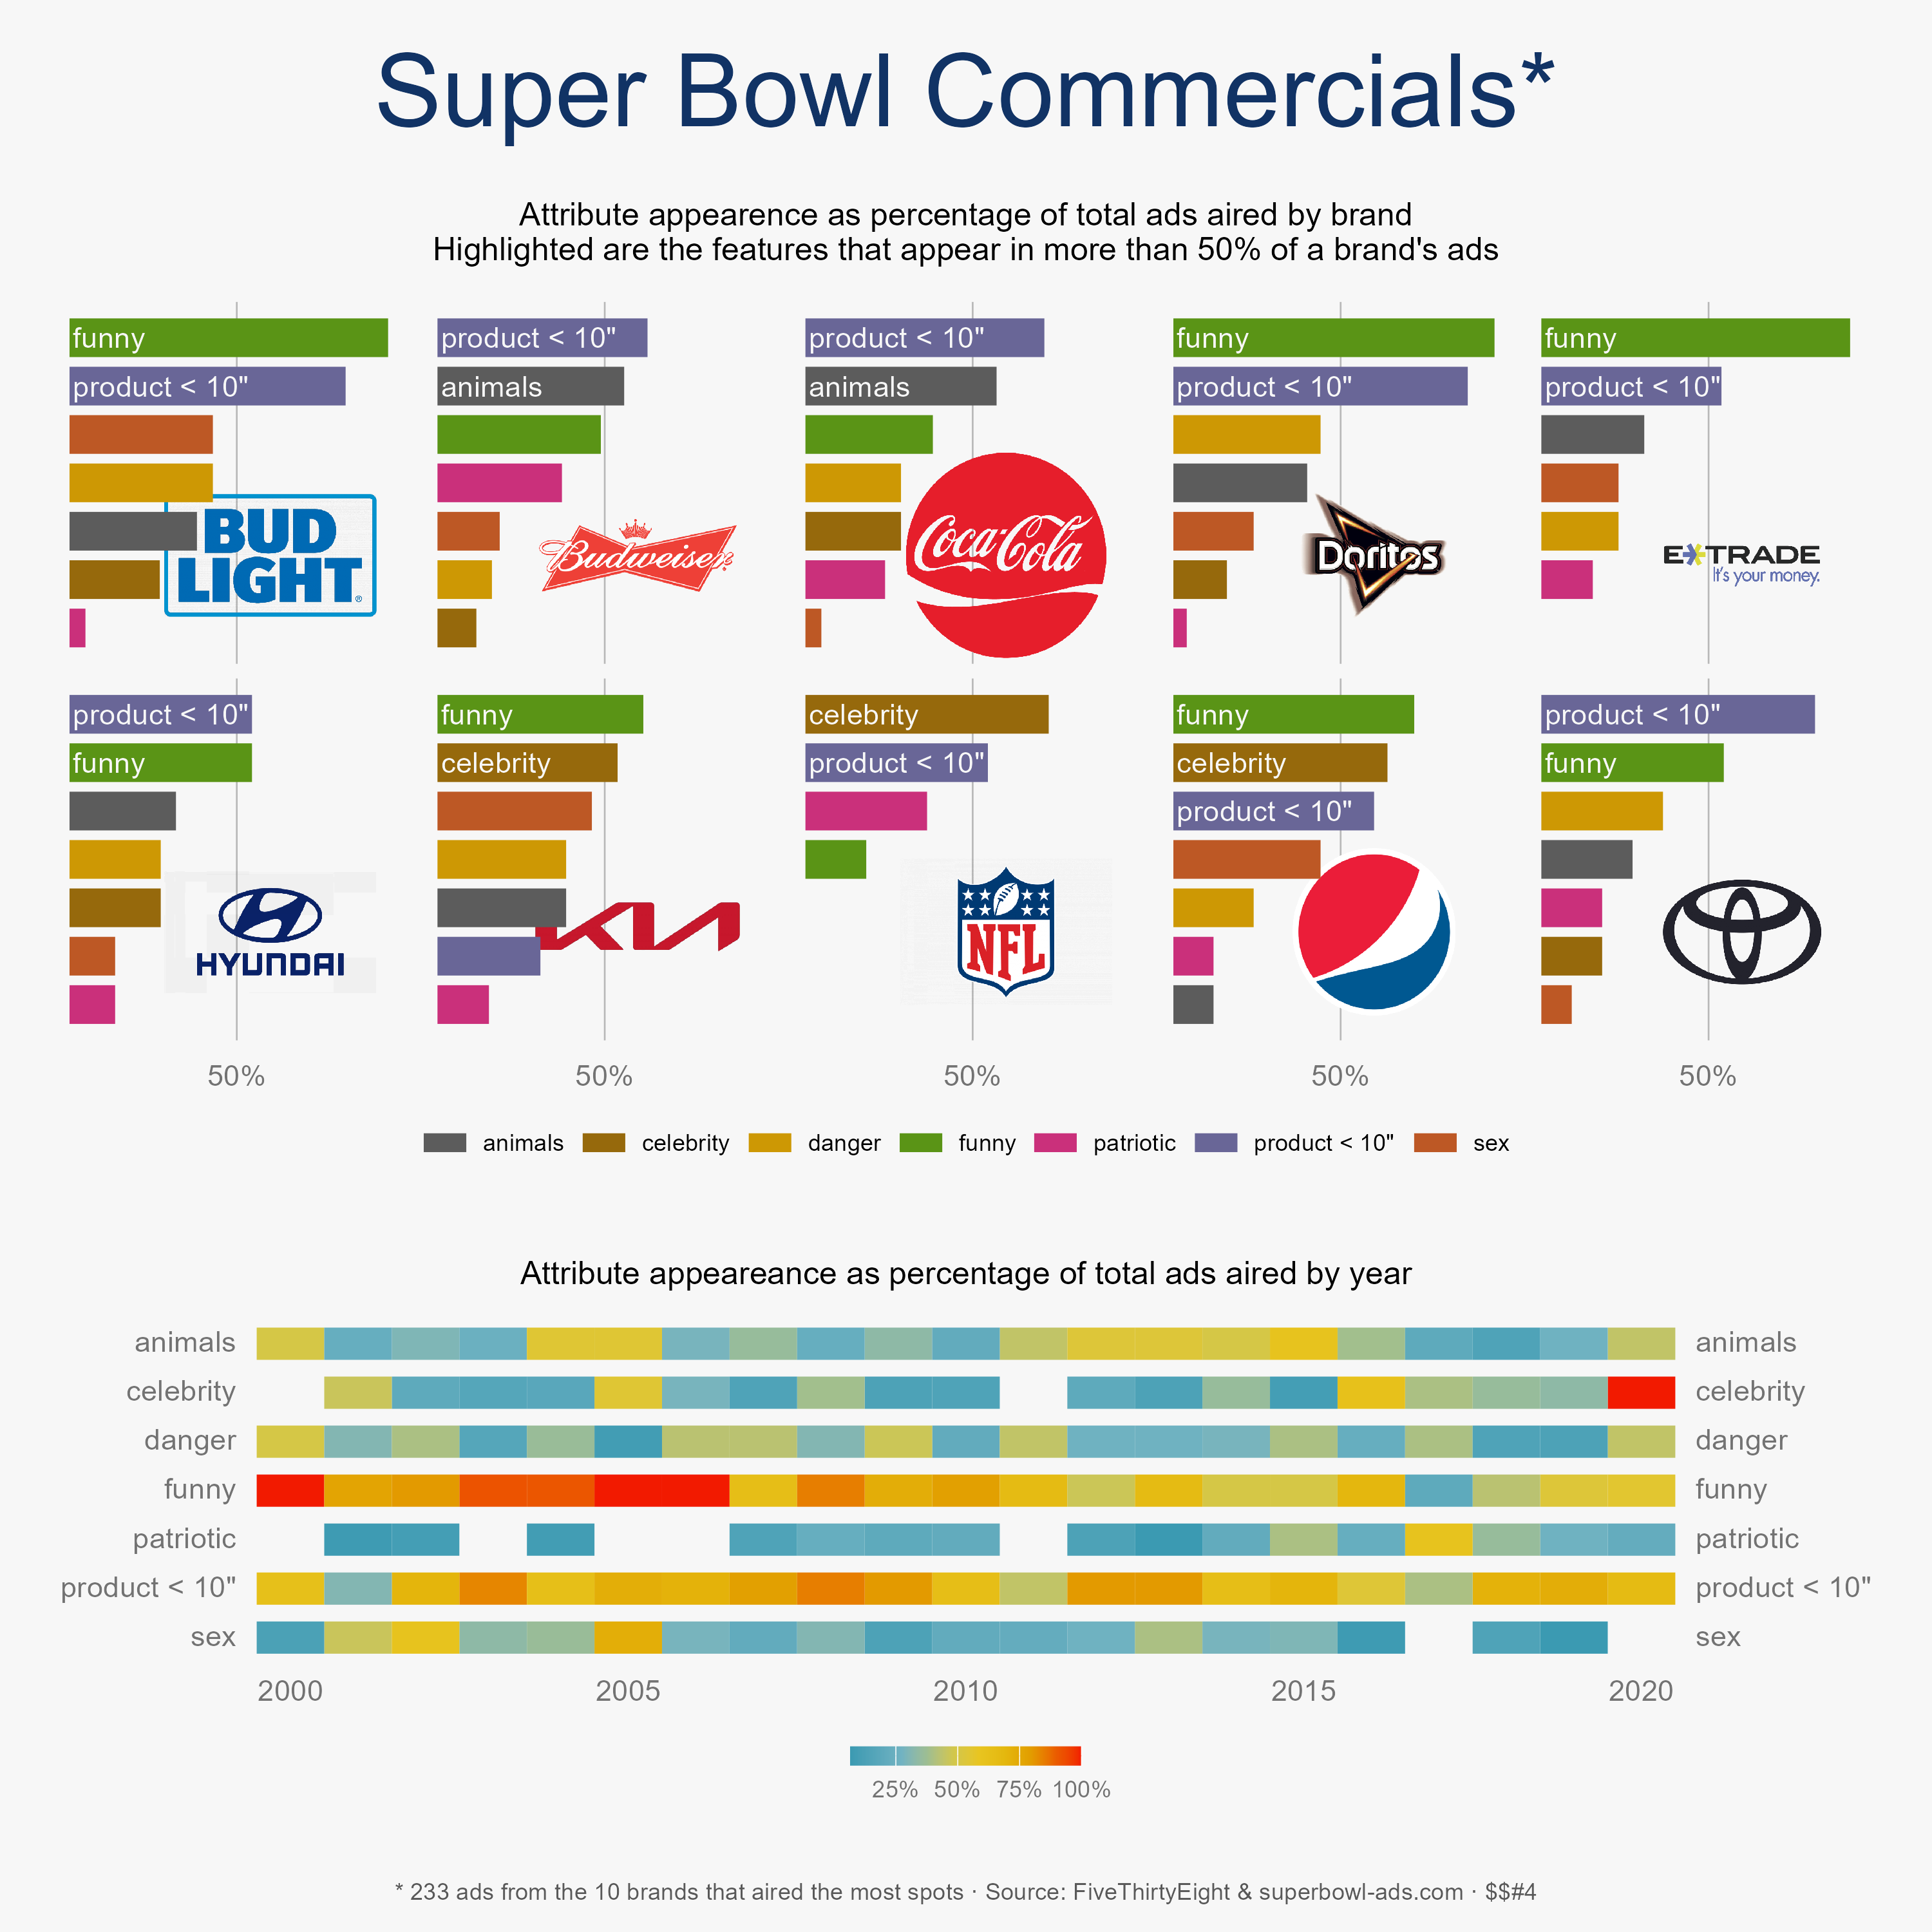 Super Bowl Commercials*
Attribute appearence as percentage of total ads aired by brand
Highlighted are the features that appear in more than 50% of a brand's ads
funny
product < 10"
BUD
LIGHT
®
product < 10"
animals
Budweiser
product < 10"
animals
Coca-Cola
funny
product < 10"
Doritos
funny
product < 10"
E*TRADE
It's your money.
product < 10"
funny
HYUNDAI
funny
celebrity
KIA
celebrity
product < 10"
NFL
funny
celebrity
product < 10"
product < 10"
funny
50% 50% 50% 50% 50%
animals celebrity danger funny patriotic product < 10" sex
Attribute appeareance as percentage of total ads aired by year
animals animals
celebrity celebrity
danger danger
funny funny
patriotic patriotic
product < 10" product < 10"
sex sex
2000 2005 2010 2015 2020
25% 50% 75% 100%
* 233 ads from the 10 brands that aired the most spots · Source: FiveThirtyEight & superbowl-ads.com · $$#4